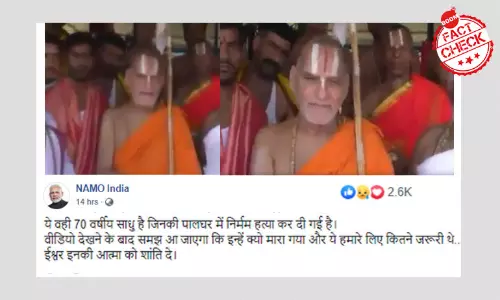 BOOM
FACT
CHECK
NAMO India
14 hrs ·
2.6K
ये वही 70 वर्षीय साधु है जिनकी पालघर में निर्मम हत्या कर दी गई है।
वीडियो देखने के बाद समझ आ जाएगा कि इन्हें क्यो मारा गया और ये हमारे लिए कितने जरूरी थे..
ईश्वर इनकी आत्मा को शांति दे।